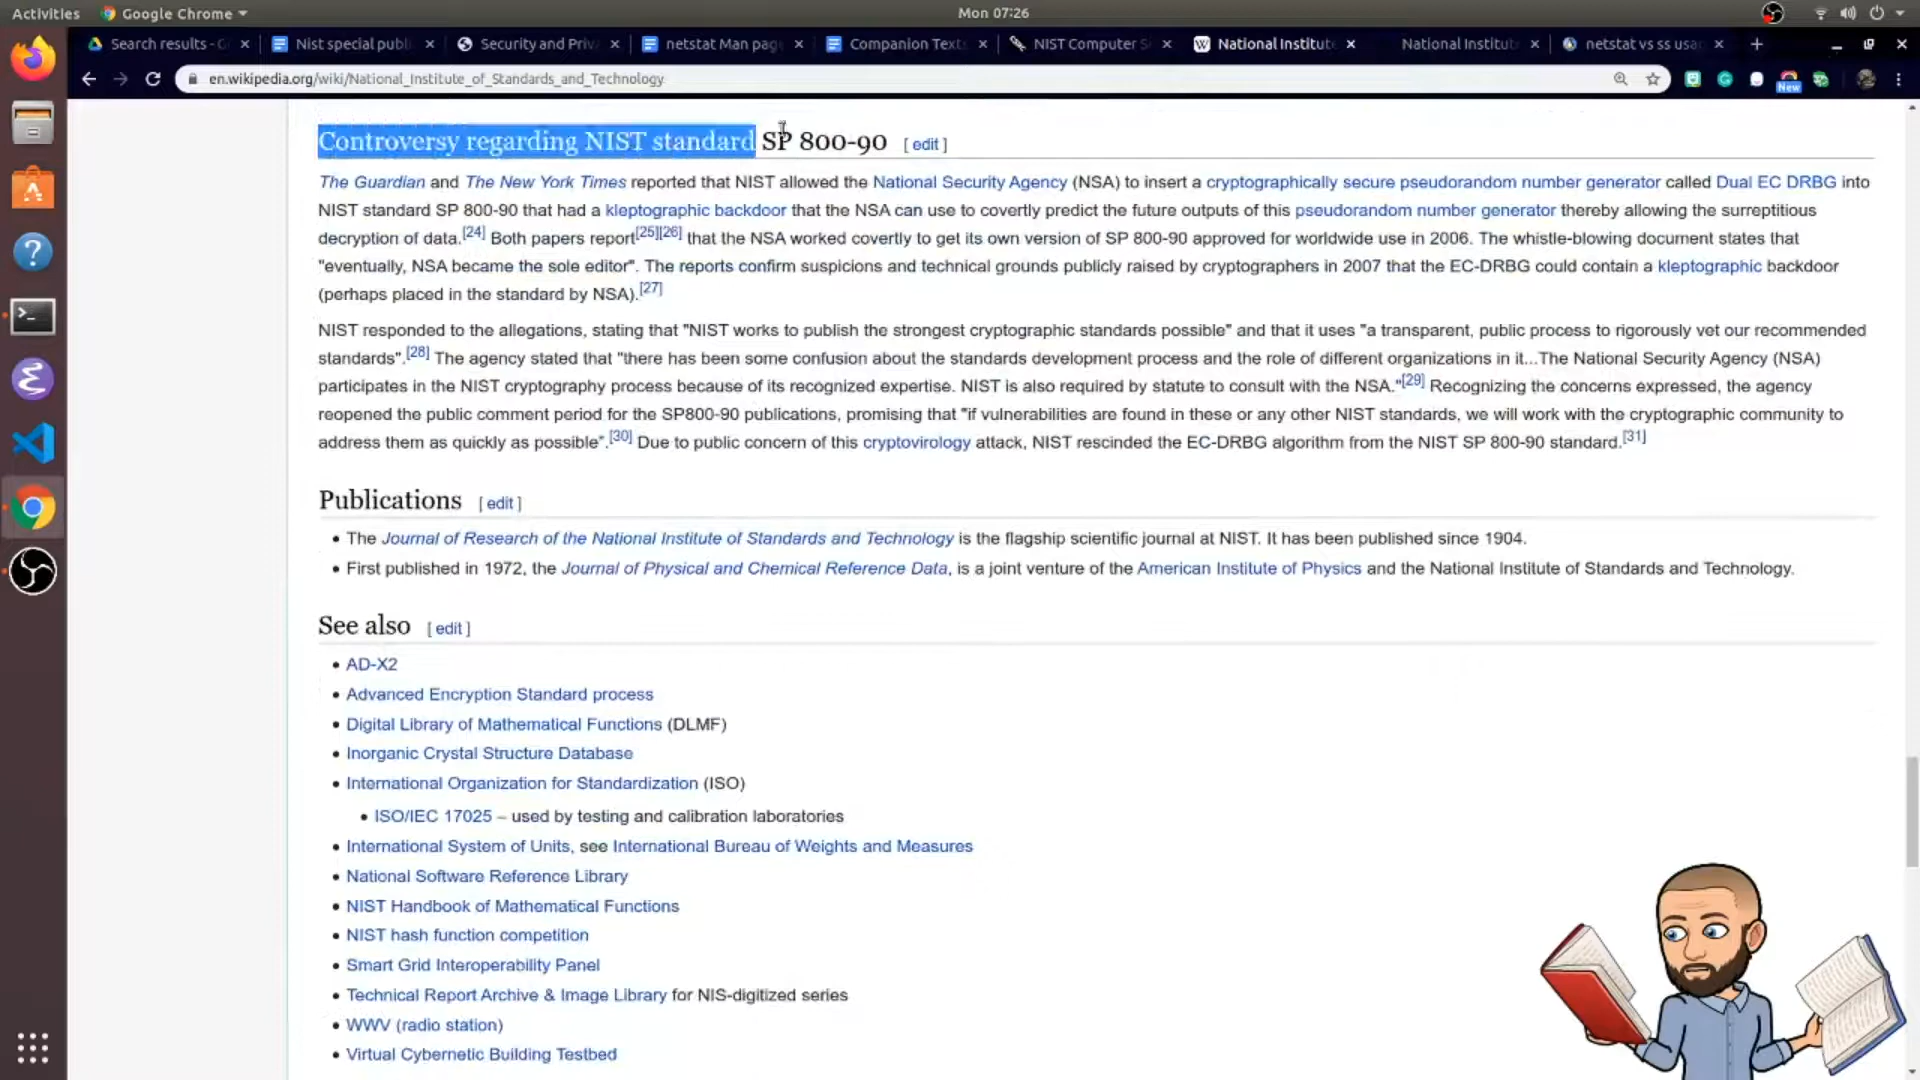 Activities Google Chrome Mon 07:26
Search results - G Nist special publ Security and Priv netstat Man pag Companion Text NIST Computer S National Institut National Institut netstat vs ss usa
en.wikipedia.org/wiki/National_Institute_of_Standards_and_Technology New
Controversy regarding NIST standard SP 800-90 [ edit ]
The Guardian and The New York Times reported that NIST allowed the National Security Agency (NSA) to insert a cryptographically secure pseudorandom number generator called Dual EC DRBG into
NIST standard SP 800-90 that had a kleptographic backdoor that the NSA can use to covertly predict the future outputs of this pseudorandom number generator thereby allowing the surreptitious
decryption of data.[24] Both papers report[25][26] that the NSA worked covertly to get its own version of SP 800-90 approved for worldwide use in 2006. The whistle-blowing document states that
"eventually, NSA became the sole editor". The reports confirm suspicions and technical grounds publicly raised by cryptographers in 2007 that the EC-DRBG could contain a kleptographic backdoor
(perhaps placed in the standard by NSA).[27]
NIST responded to the allegations, stating that "NIST works to publish the strongest cryptographic standards possible" and that it uses "a transparent, public process to rigorously vet our recommended
standards".[28] The agency stated that "there has been some confusion about the standards development process and the role of different organizations in it...The National Security Agency (NSA)
participates in the NIST cryptography process because of its recognized expertise. NIST is also required by statute to consult with the NSA."[29] Recognizing the concerns expressed, the agency
reopened the public comment period for the SP800-90 publications, promising that "if vulnerabilities are found in these or any other NIST standards, we will work with the cryptographic community to
address them as quickly as possible".[30] Due to public concern of this cryptovirology attack, NIST rescinded the EC-DRBG algorithm from the NIST SP 800-90 standard.[31]
Publications [ edit ]
• The Journal of Research of the National Institute of Standards and Technology is the flagship scientific journal at NIST. It has been published since 1904.
• First published in 1972, the Journal of Physical and Chemical Reference Data, is a joint venture of the American Institute of Physics and the National Institute of Standards and Technology.
See also [ edit ]
• AD-X2
• Advanced Encryption Standard process
• Digital Library of Mathematical Functions (DLMF)
• Inorganic Crystal Structure Database
• International Organization for Standardization (ISO)
• ISO/IEC 17025 – used by testing and calibration laboratories
• International System of Units, see International Bureau of Weights and Measures
• National Software Reference Library
• NIST Handbook of Mathematical Functions
• NIST hash function competition
• Smart Grid Interoperability Panel
• Technical Report Archive & Image Library for NIS-digitized series
• WWV (radio station)
• Virtual Cybernetic Building Testbed